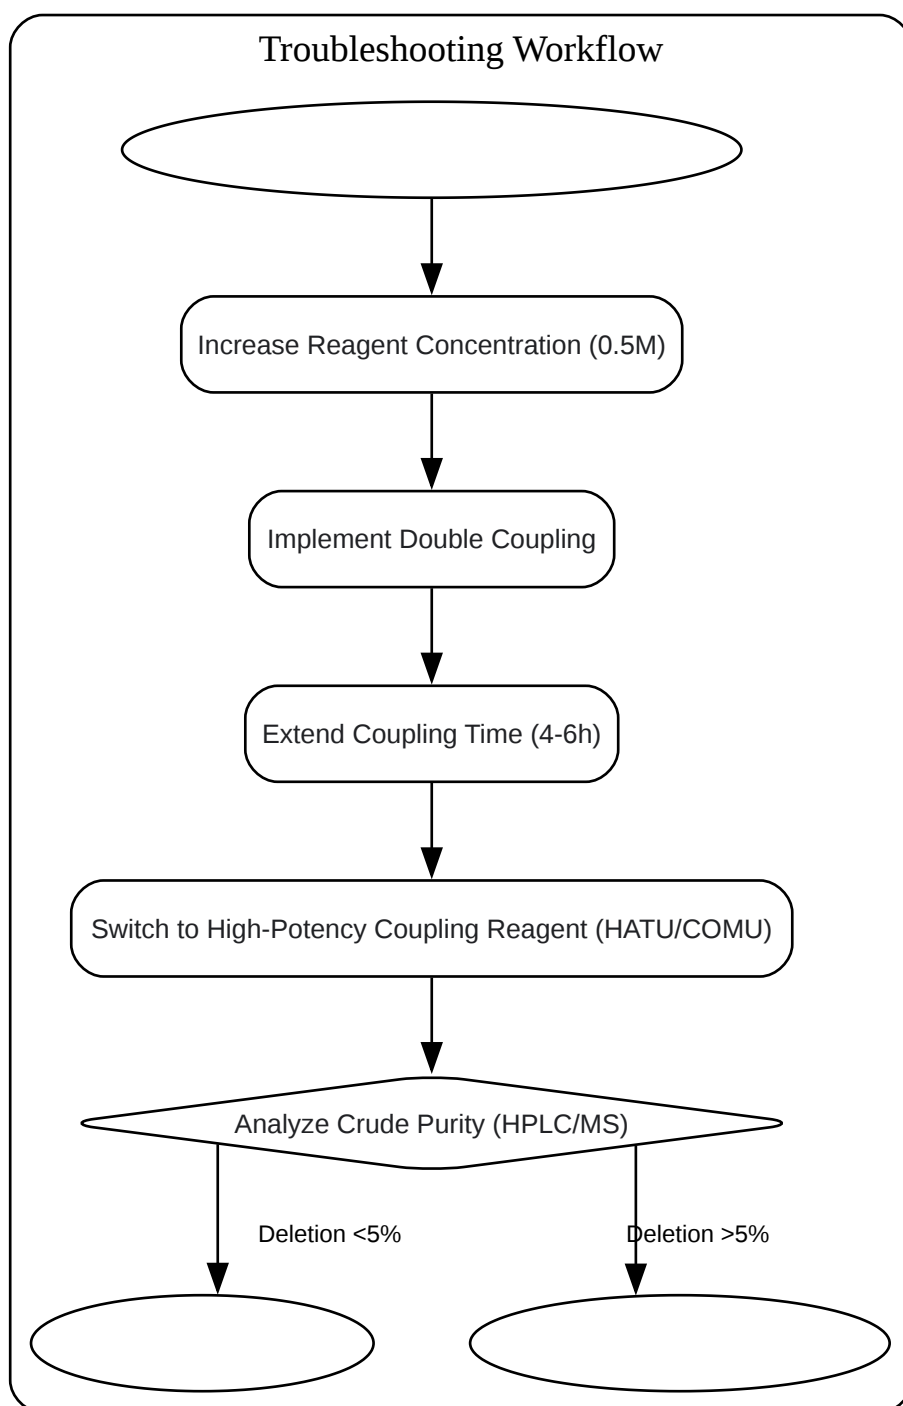 Troubleshooting Workflow
Increase Reagent Concentration (0.5M)
Implement Double Coupling
Extend Coupling Time (4-6h)
Switch to High-Potency Coupling Reagent (HATU/COMU)
Analyze Crude Purity (HPLC/MS)
Deletion <5%
Deletion >5%